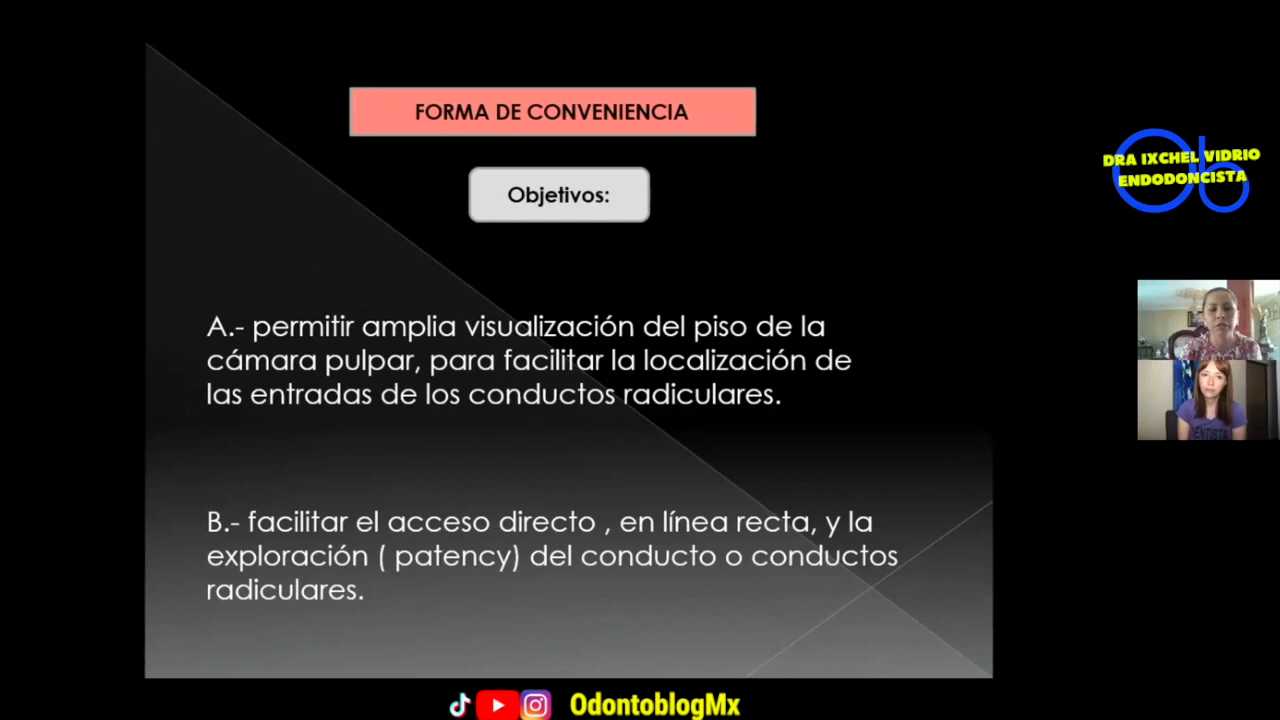 FORMA DE CONVENIENCIA
Objetivos:
A.- permitir amplia visualización del piso de la
cámara pulpar, para facilitar la localización de
las entradas de los conductos radiculares.
B.- facilitar el acceso directo , en línea recta, y la
exploración ( patency) del conducto o conductos
radiculares.
DRA IXCHEL VIDRIO
ENDODONCISTA
DENTISTA
OdontoblogMx